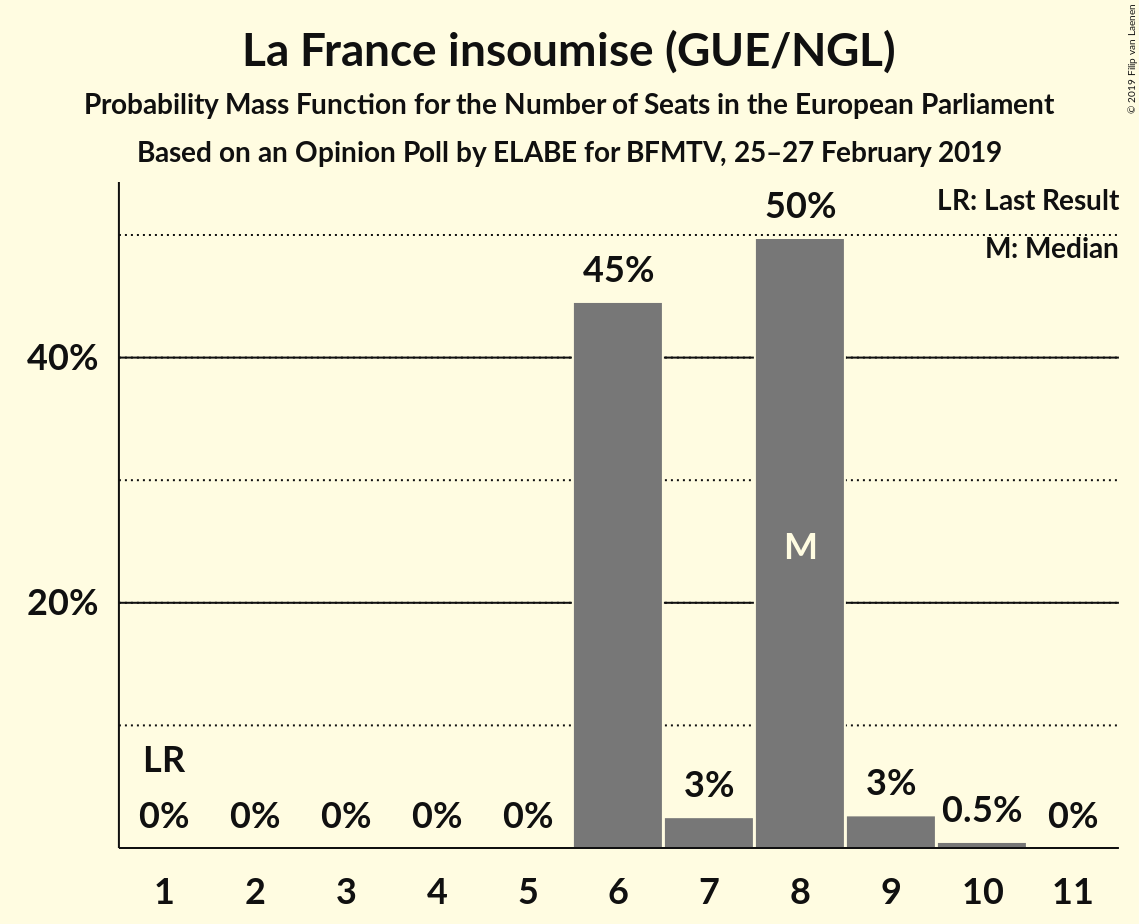 La France insoumise (GUE/NGL)
Probability Mass Function for the Number of Seats in the European Parliament
Based on an Opinion Poll by ELABE for BFMTV, 25–27 February 2019
© 2019 Filip van Laenen
LR: Last Result
M: Median
50%
45%
40%
M
20%
LR
0% 0% 0% 0% 0% 3% 3% 0.5% 0%
1 2 3 4 5 6 7 8 9 10 11